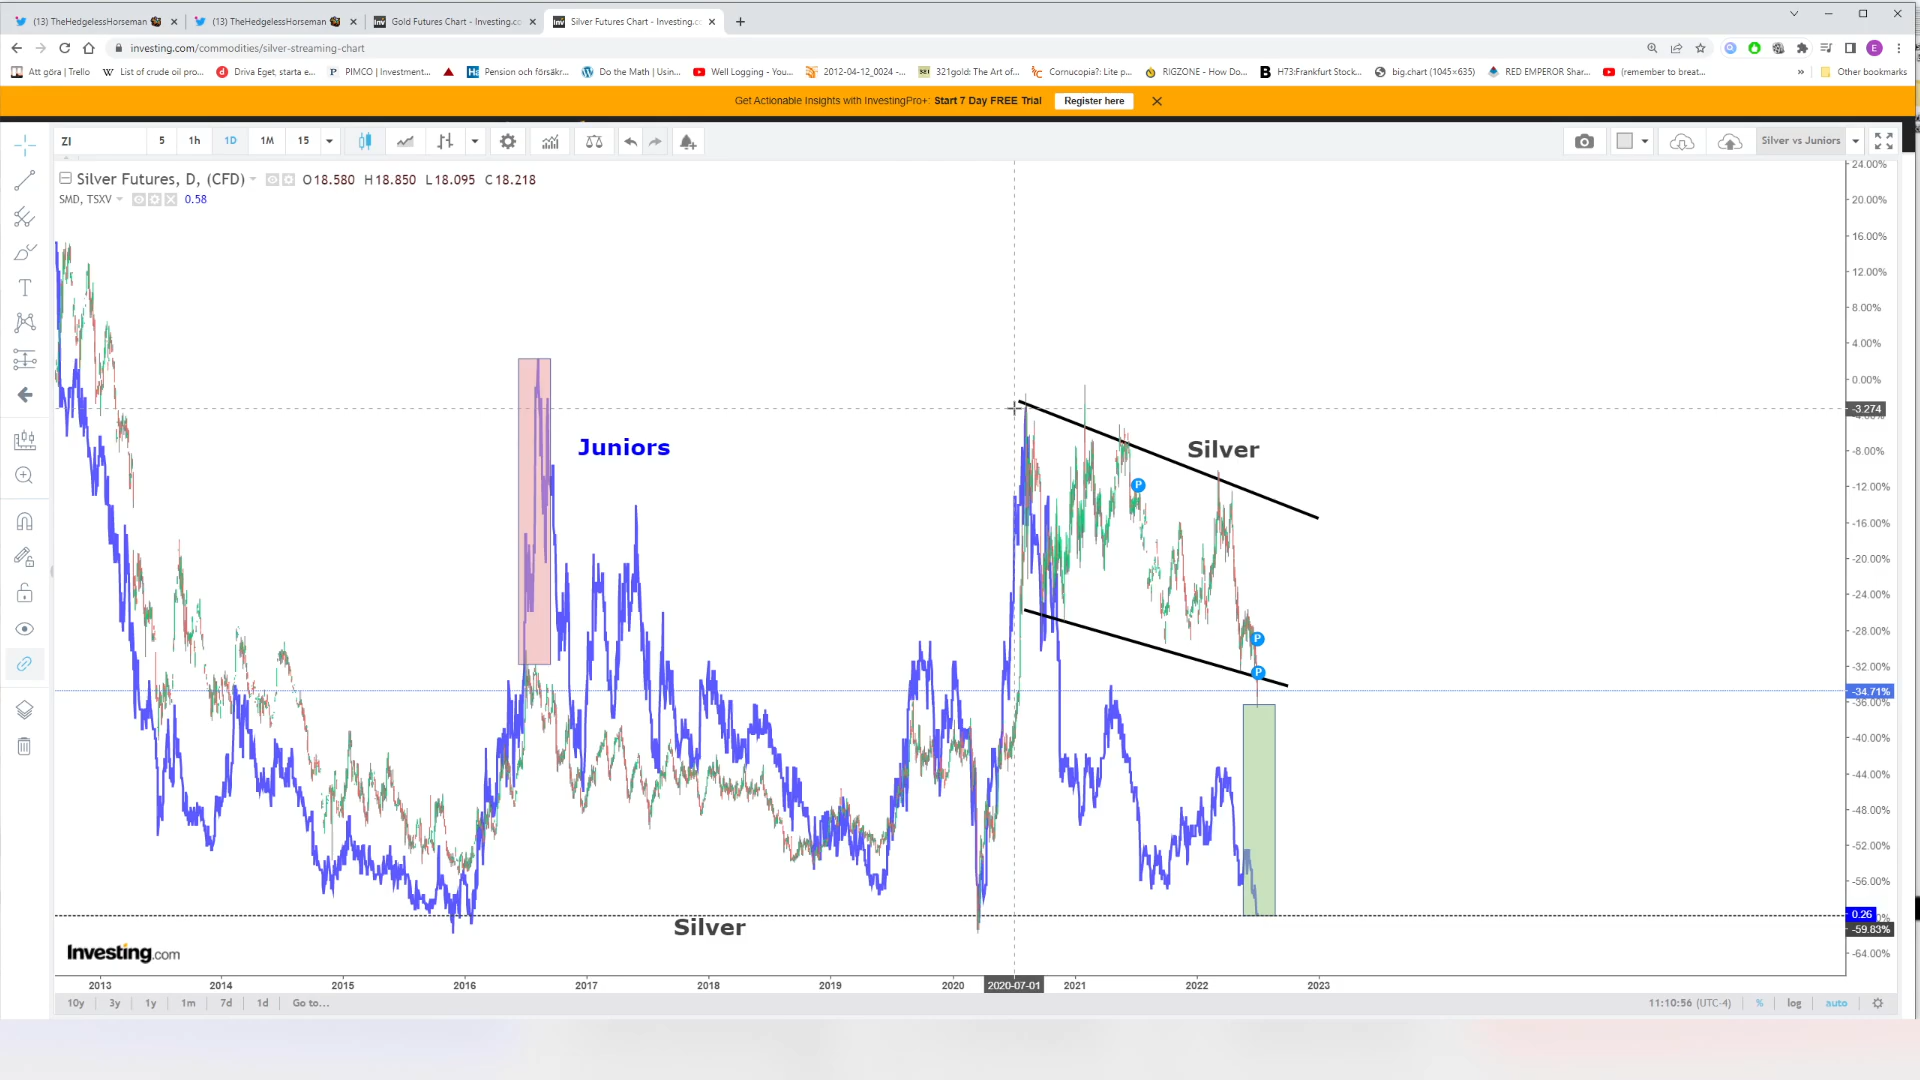 (13) TheHedgelessHorseman
(13) TheHedgelessHorseman
Gold Futures Chart - Investing.co
Silver Futures Chart - Investing.c
investing.com/commodities/silver-streaming-chart
E
Att göra | Trello
List of crude oil pro...
Driva Eget, starta e...
PIMCO | Investment...
Pension och försäkr...
Do the Math | Usin...
Well Logging - You...
2012-04-12_0024 -...
321gold: The Art of...
Cornucopia?: Lite p...
RIGZONE - How Do...
H73:Frankfurt Stock...
big.chart (1045×635)
RED EMPEROR Shar...
(remember to breat...
»
Other bookmarks
Get Actionable Insights with InvestingPro+: Start 7 Day FREE Trial
Register here
ZI
5
1h
1D
1M
15
Silver vs Juniors
Silver Futures, D, (CFD) O18.580 H18.850 L18.095 C18.218
SMD, TSXV 0.58
24.00%
20.00%
16.00%
12.00%
8.00%
4.00%
0.00%
-3.274
-8.00%
-12.00%
-16.00%
-20.00%
-24.00%
-28.00%
-32.00%
-34.71%
-36.00%
-40.00%
-44.00%
-48.00%
-52.00%
-56.00%
0.26
-59.83%
-64.00%
Juniors
Silver
P
P
P
Silver
Investing.com
2013
2014
2015
2016
2017
2018
2019
2020
2020-07-01
2021
2022
2023
10y
3y
1y
1m
7d
1d
Go to...
11:10:56 (UTC-4)
%
log
auto